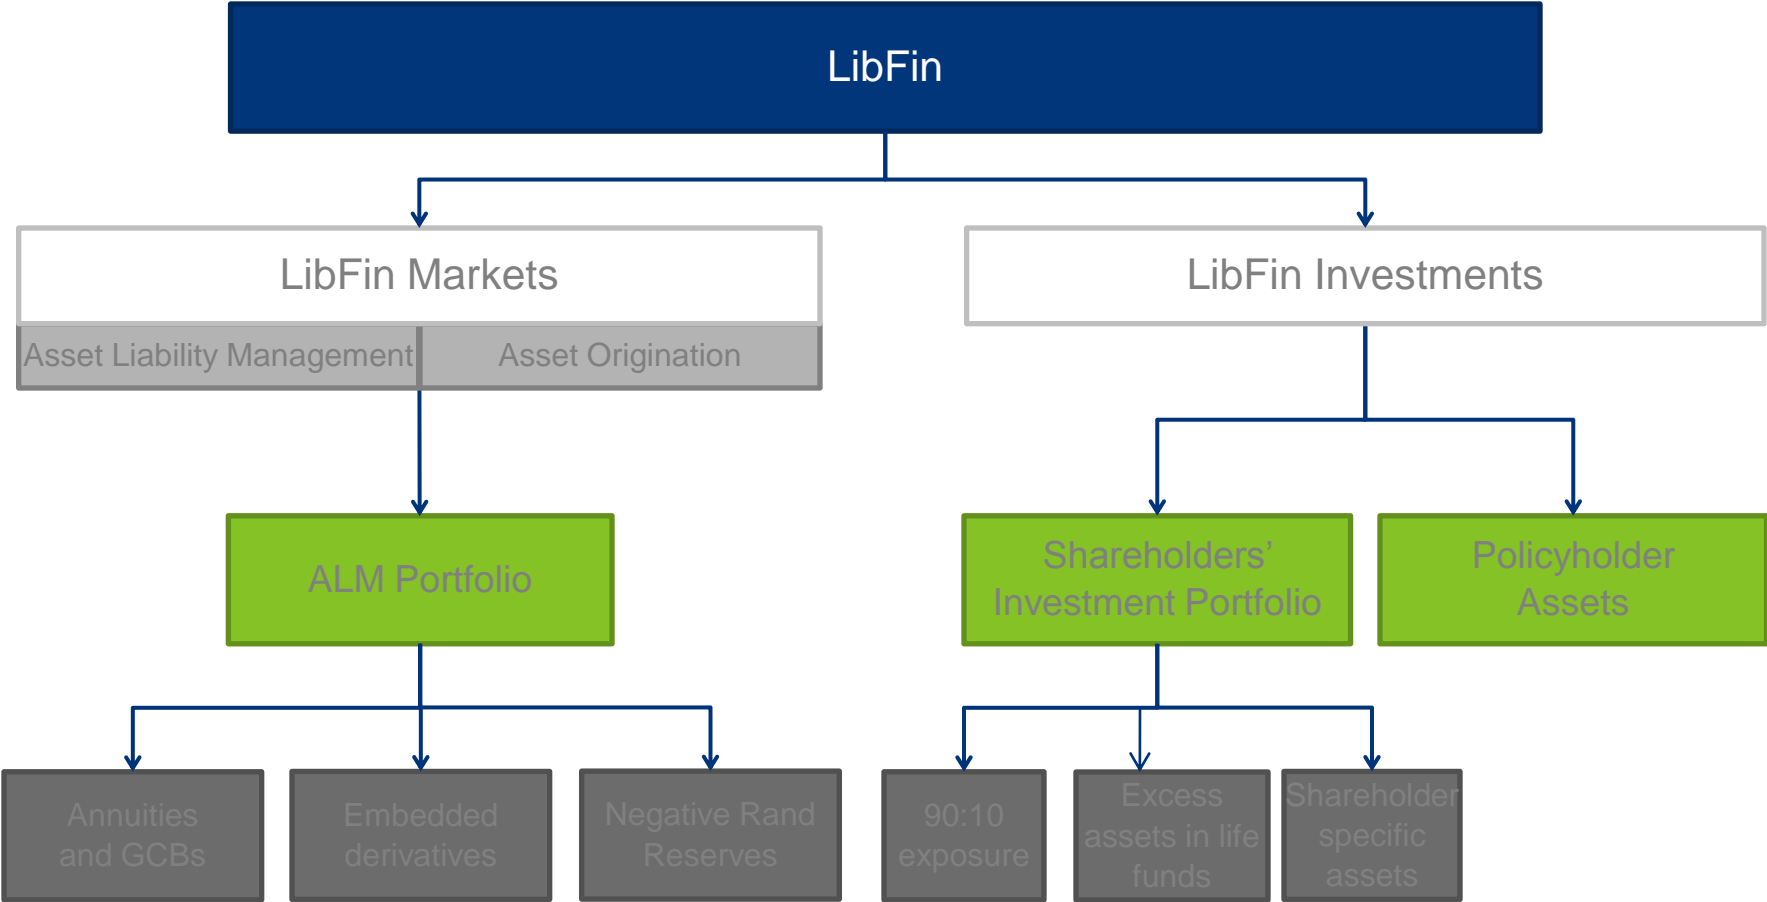 LibFin
LibFin Markets
LibFin Investments
Asset Liability Management
Asset Origination
ALM Portfolio
Shareholders’
Investment Portfolio
Policyholder
Assets
Annuities
and GCBs
Embedded
derivatives
Negative Rand
Reserves
90:10
exposure
Excess
assets in life
funds
Shareholder
specific
assets